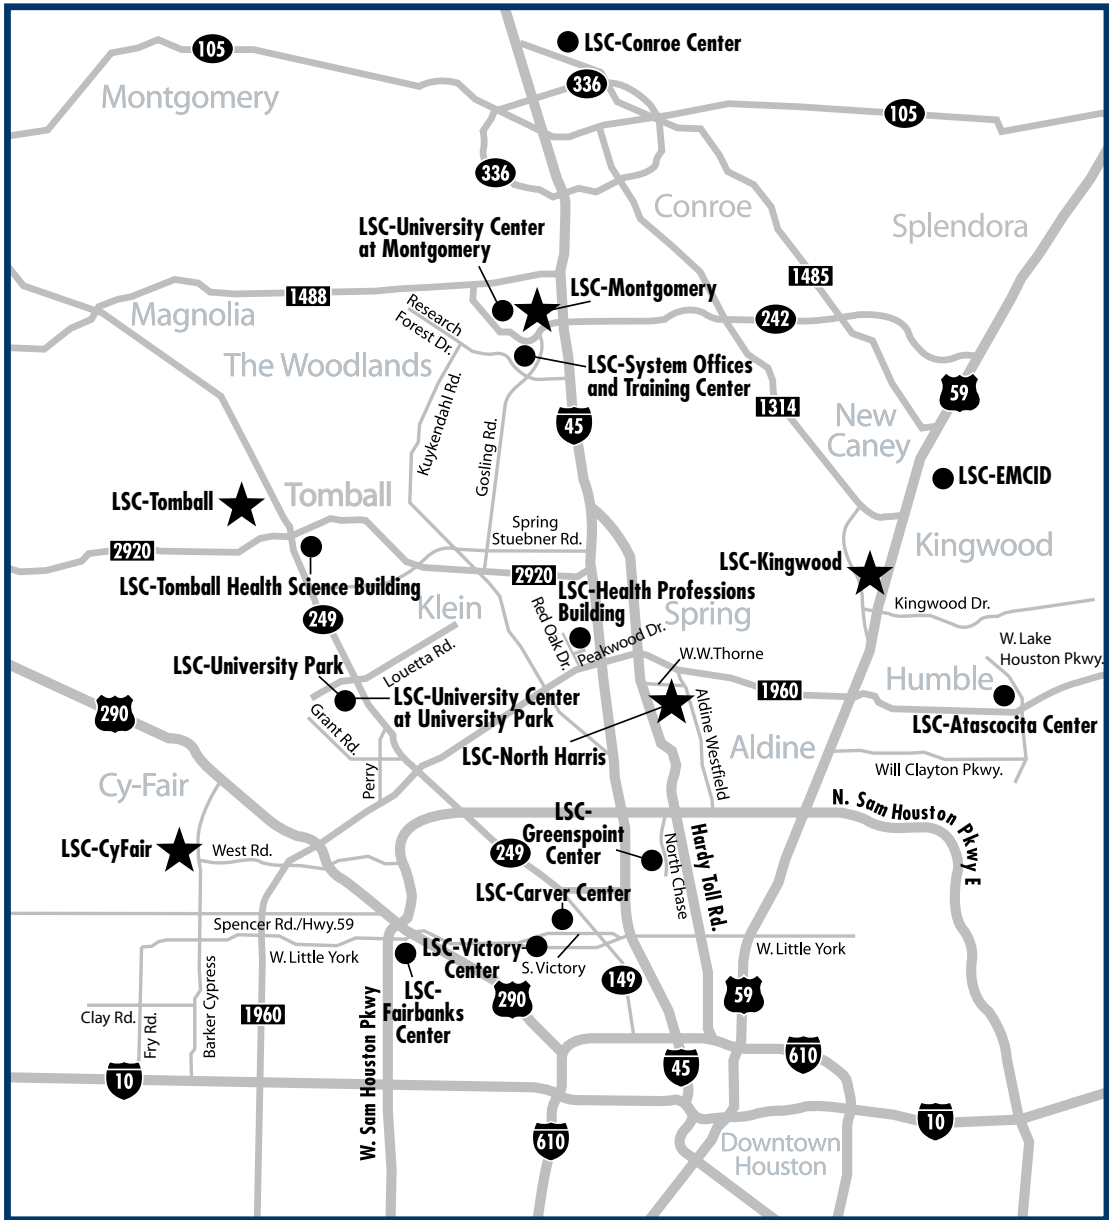 LSC-Conroe Center
105
336
Montgomery
105
336
Conroe
Splendora
LSC-University Center
at Montgomery
1485
LSC-Montgomery
1488
Magnolia
Research
Forest Dr.
242
The Woodlands
LSC-System Offices
and Training Center
59
Kuykendahl Rd.
1314
45
New
Caney
Gosling Rd.
LSC-EMCID
LSC-Tomball
Tomball
Spring
Stuebner Rd.
2920
Kingwood
LSC-Kingwood
2920
LSC-Tomball Health Science Building
LSC-Health Professions
Building
Klein
Spring
Kingwood Dr.
249
Red Oak Dr.
Peakwood Dr.
W. Lake
Houston Pkwy.
W.W.Thorne
LSC-University Park
Louetta Rd.
1960
Humble
LSC-University Center
at University Park
290
Grant Rd.
Aldine Westfield
LSC-Atascocita Center
LSC-North Harris
Aldine
Will Clayton Pkwy.
Cy-Fair
Perry
N. Sam Houston Pkwy E
LSC-
Greenspoint
Center
Hardy Toll Rd.
LSC-CyFair
West Rd.
249
North Chase
LSC-Carver Center
Spencer Rd./Hwy.59
W. Little York
LSC-Victory
Center
S. Victory
W. Little York
149
LSC-
Fairbanks
Center
290
59
Clay Rd.
Fry Rd.
Barker Cypress
1960
W. Sam Houston Pkwy
610
45
10
10
610
Downtown
Houston